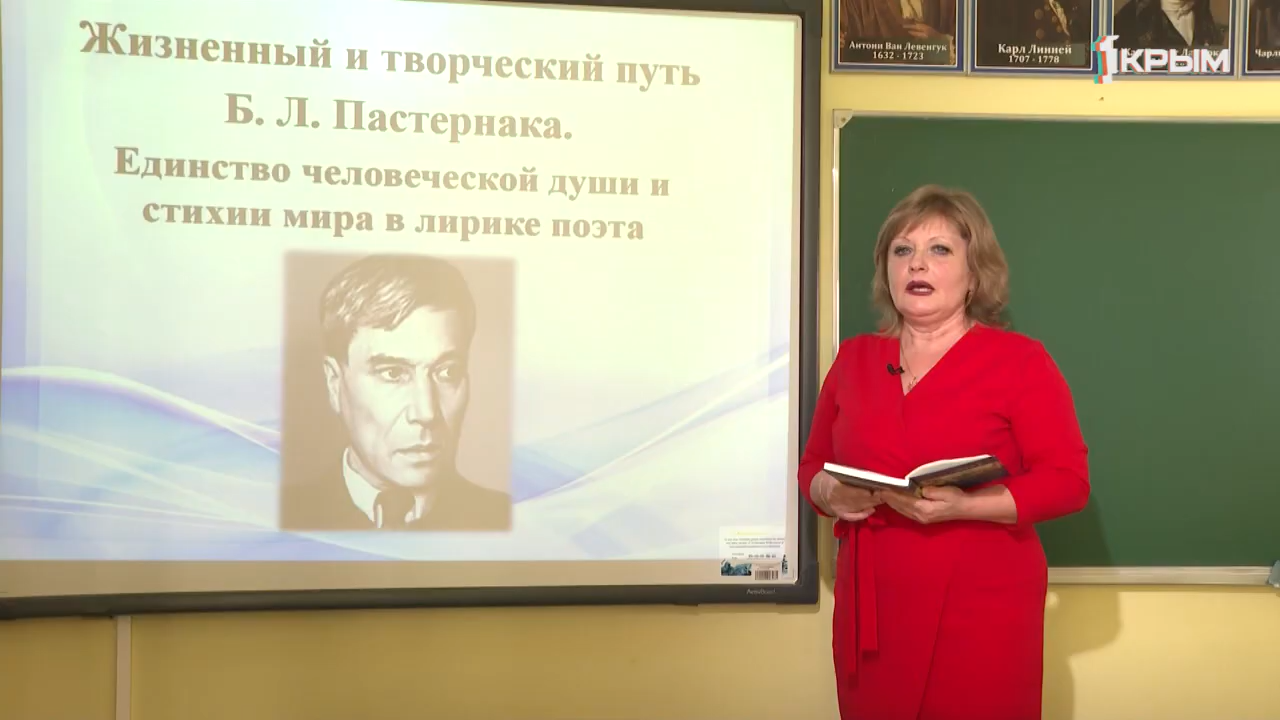 Жизненный и творческий путь
Б. Л. Пастернака.
Единство человеческой души и
стихии мира в лирике поэта
Антони Ван Левенгук
1632 - 1723
Карл Линней
1707 - 1778
1КРЫМ